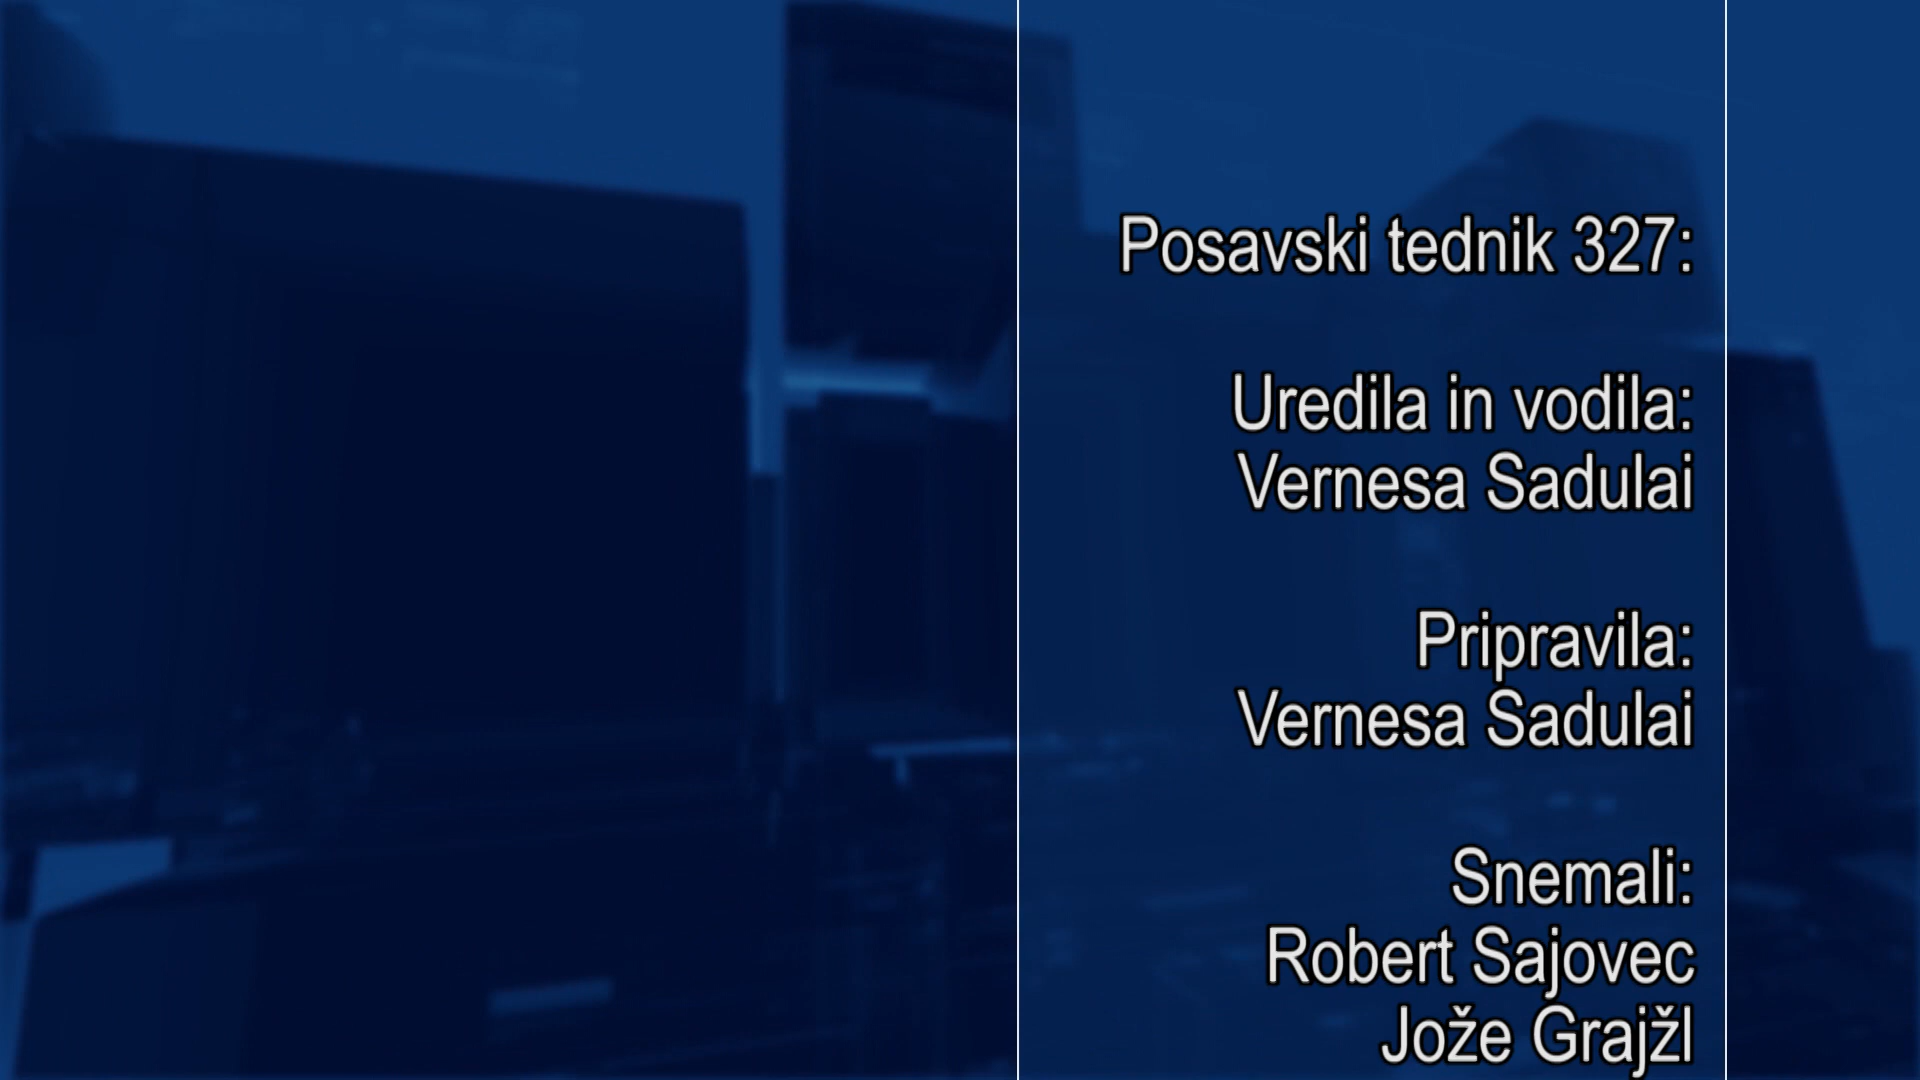 Posavski tednik 327:
Uredila in vodila:
Vernesa Sadulai
Pripravila:
Vernesa Sadulai
Snemali:
Robert Sajovec
Jože Grajžl